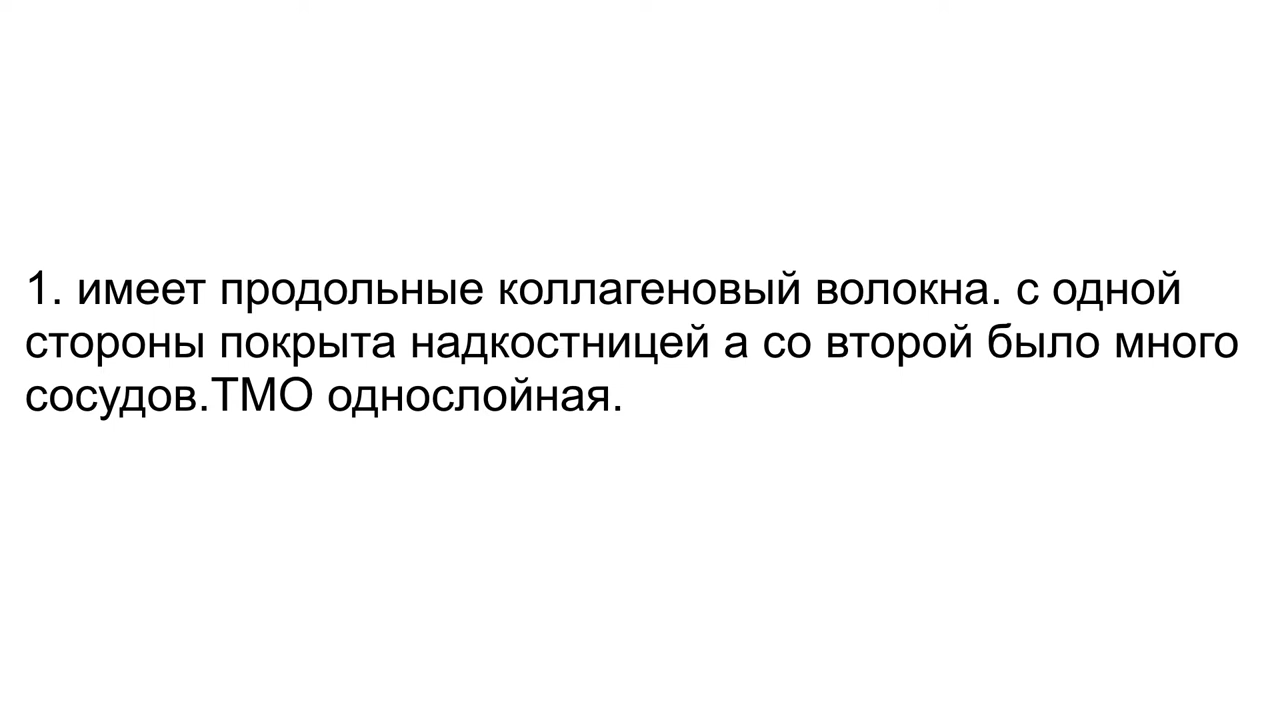 1. имеет продольные коллагеновый волокна. с одной
стороны покрыта надкостницей а со второй было много
сосудов.ТМО однослойная.